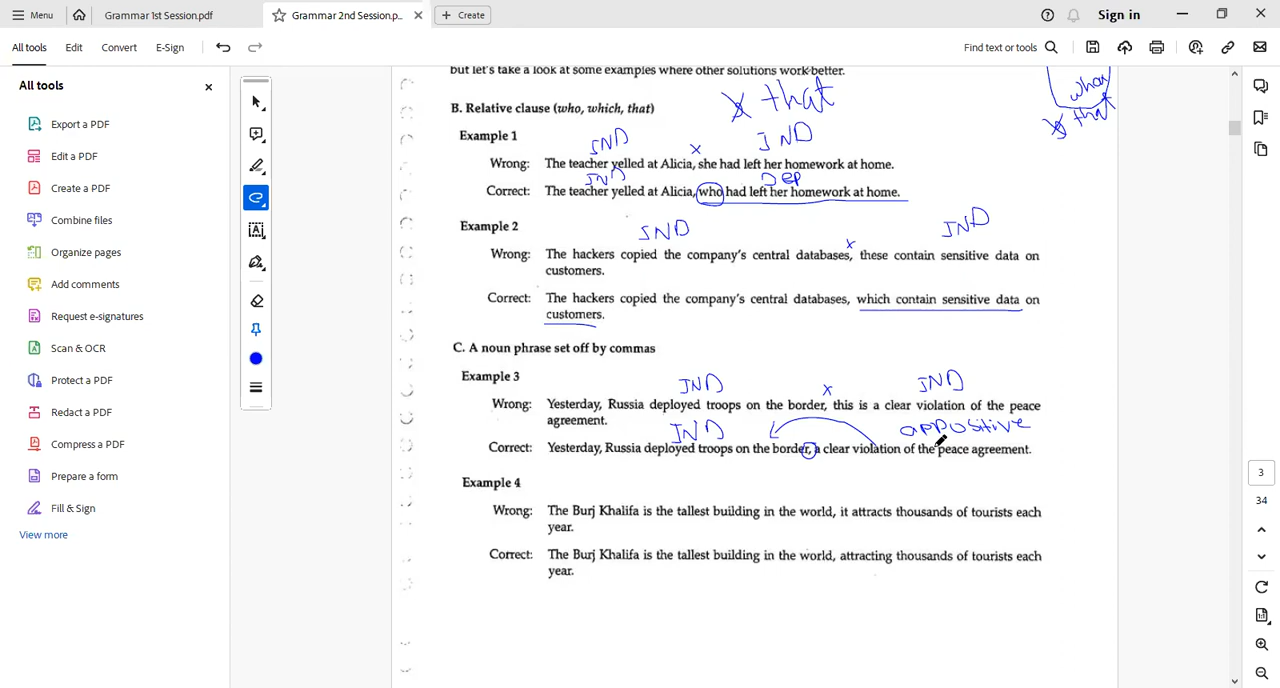 Menu
Grammar 1st Session.pdf
Grammar 2nd Session.p...
Create
Sign in
All tools
Edit
Convert
E-Sign
Find text or tools
All tools
Export a PDF
Edit a PDF
Create a PDF
Combine files
Organize pages
Add comments
Request e-signatures
Scan & OCR
Protect a PDF
Redact a PDF
Compress a PDF
Prepare a form
Fill & Sign
View more
but let's take a look at some examples where other solutions work better.
whom
that
B. Relative clause (who, which, that)
x that
Example 1
IND IND
x
Wrong: The teacher yelled at Alicia, she had left her homework at home.
IND DEP
Correct: The teacher yelled at Alicia, who had left her homework at home.
Example 2
IND IND
x
Wrong: The hackers copied the company's central databases, these contain sensitive data on
customers.
Correct: The hackers copied the company's central databases, which contain sensitive data on
customers.
C. A noun phrase set off by commas
Example 3
IND x IND
Wrong: Yesterday, Russia deployed troops on the border, this is a clear violation of the peace
agreement.
IND appositive
Correct: Yesterday, Russia deployed troops on the border, a clear violation of the peace agreement.
Example 4
Wrong: The Burj Khalifa is the tallest building in the world, it attracts thousands of tourists each
year.
Correct: The Burj Khalifa is the tallest building in the world, attracting thousands of tourists each
year.
3
34